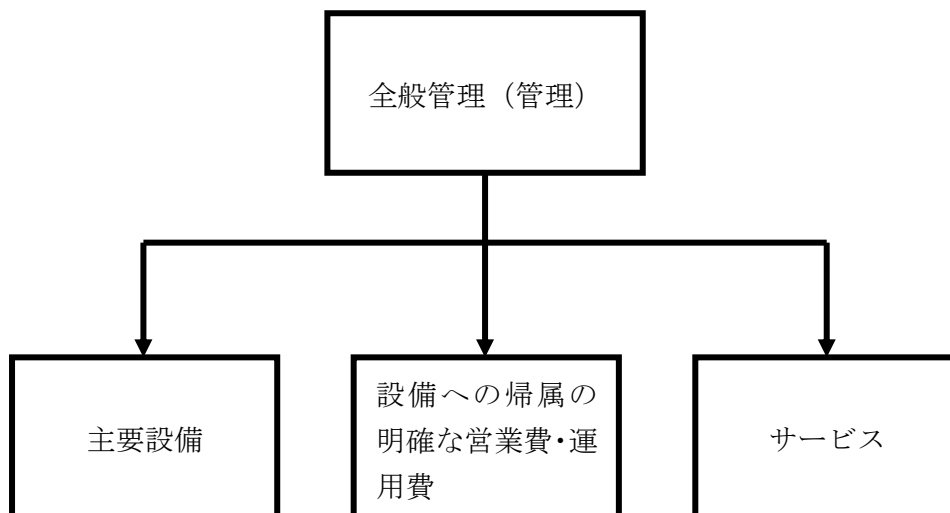 全般管理（管理）
主要設備
設備への帰属の
明確な営業費・運
用費
サービス